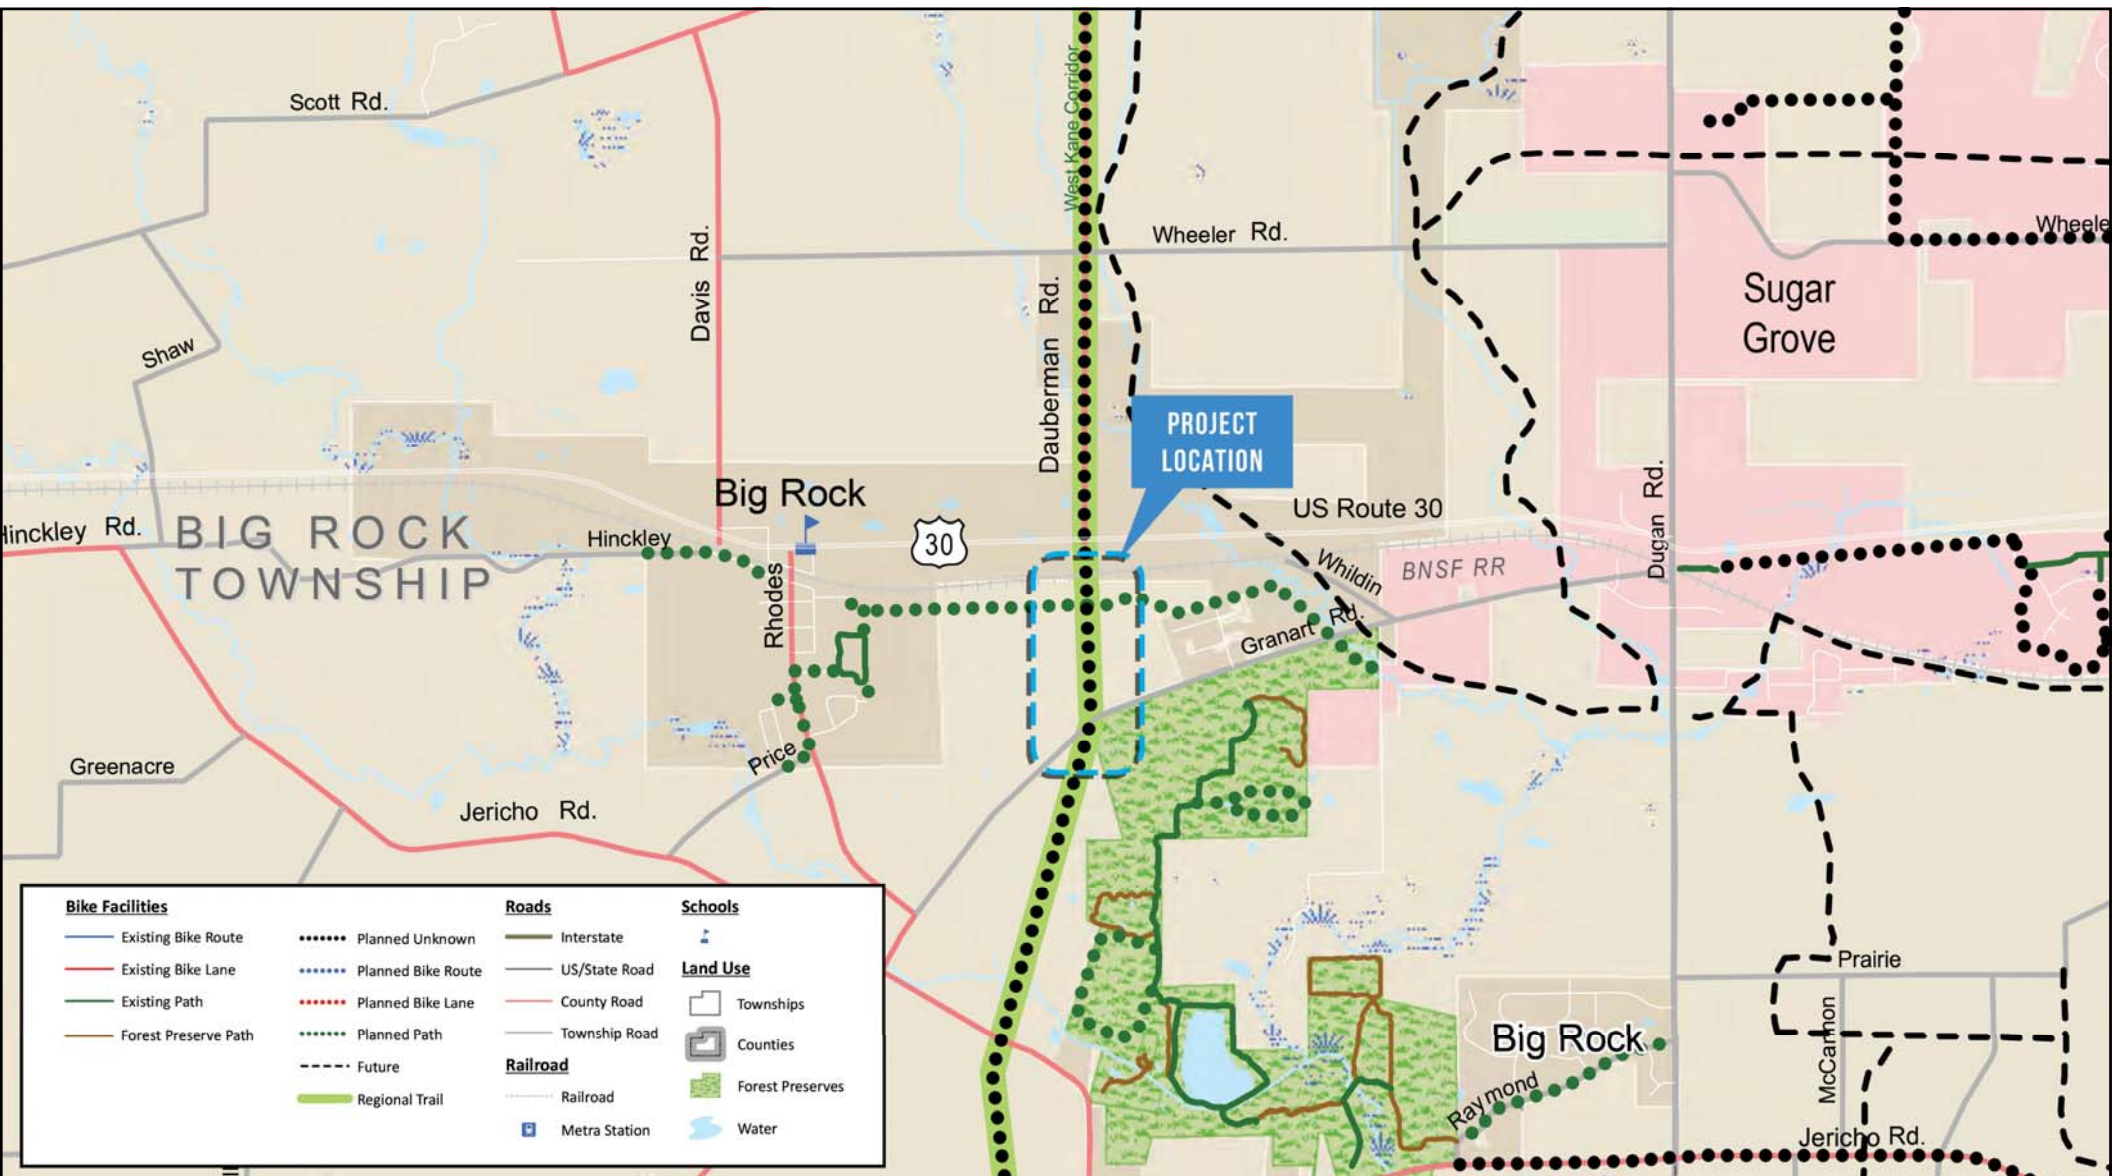 West Kane Corridor
Scott Rd.
Wheeler Rd.
Wheele
Davis Rd.
Sugar
Grove
Dauberman Rd.
Shaw
PROJECT
LOCATION
Big Rock
Dugan Rd.
US Route 30
Hinckley Rd.
BIG ROCK
TOWNSHIP
Hinckley
30
Whildin
BNSF RR
Rhodes
Granart Rd.
Price
Greenacre
Jericho Rd.
Prairie
McCannon
Big Rock
Raymond
Jericho Rd.
Bike Facilities
Existing Bike Route
Existing Bike Lane
Existing Path
Forest Preserve Path
Planned Unknown
Planned Bike Route
Planned Bike Lane
Planned Path
Future
Regional Trail
Roads
Interstate
US/State Road
County Road
Township Road
Railroad
Railroad
Metra Station
Schools
Land Use
Townships
Counties
Forest Preserves
Water